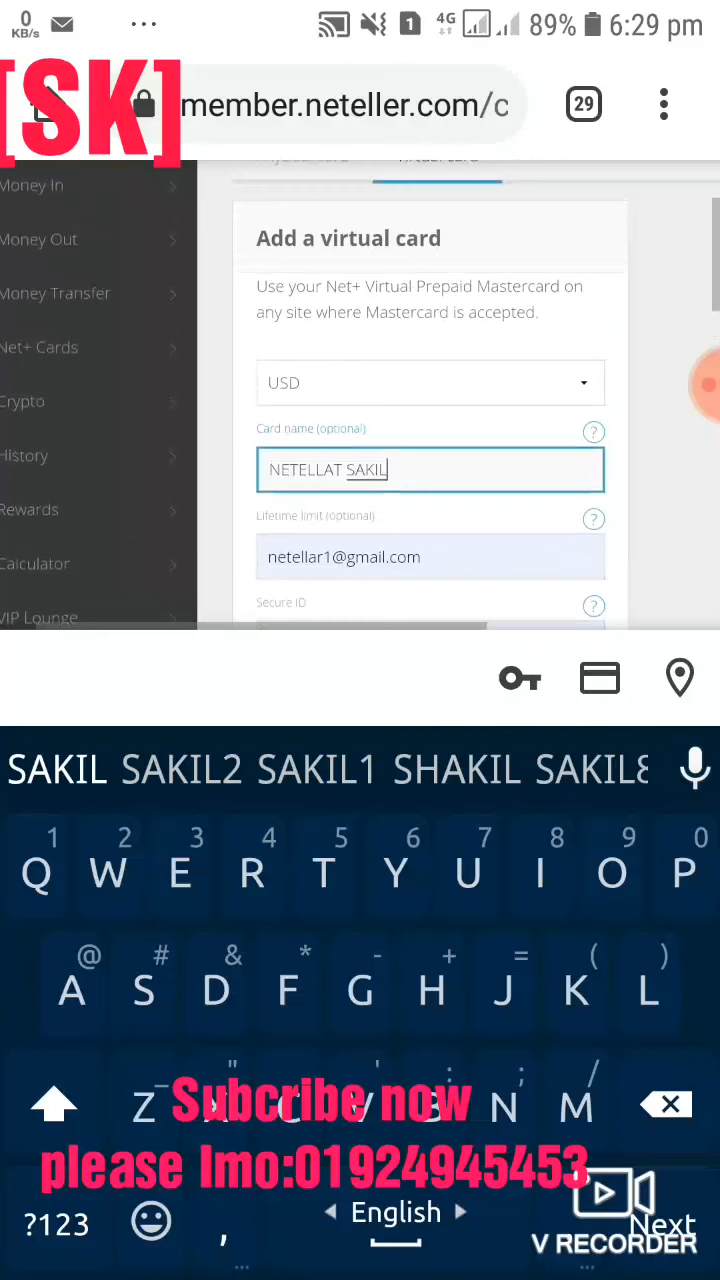 0
KB/s
1
4G
89%
6:29 pm
[SK]
member.neteller.com/c
29
Virtual card
Money In
Money Out
Money Transfer
Net+ Cards
Crypto
History
Rewards
Calculator
VIP Lounge
Add a virtual card
Use your Net+ Virtual Prepaid Mastercard on
any site where Mastercard is accepted.
USD
Card name (optional)
?
NETELLAT SAKIL
Lifetime limit (optional)
?
netellar1@gmail.com
Secure ID
?
SAKIL SAKIL2 SAKIL1 SHAKIL SAKIL8
1 2 3 4 5 6 7 8 9 0
Q W E R T Y U I O P
@ # & * - + = ( )
A S D F G H J K L
_ " ' : ; /
Z X C V B N M
Subcribe now
please Imo:01924945453
?123 , English Next
V RECORDER